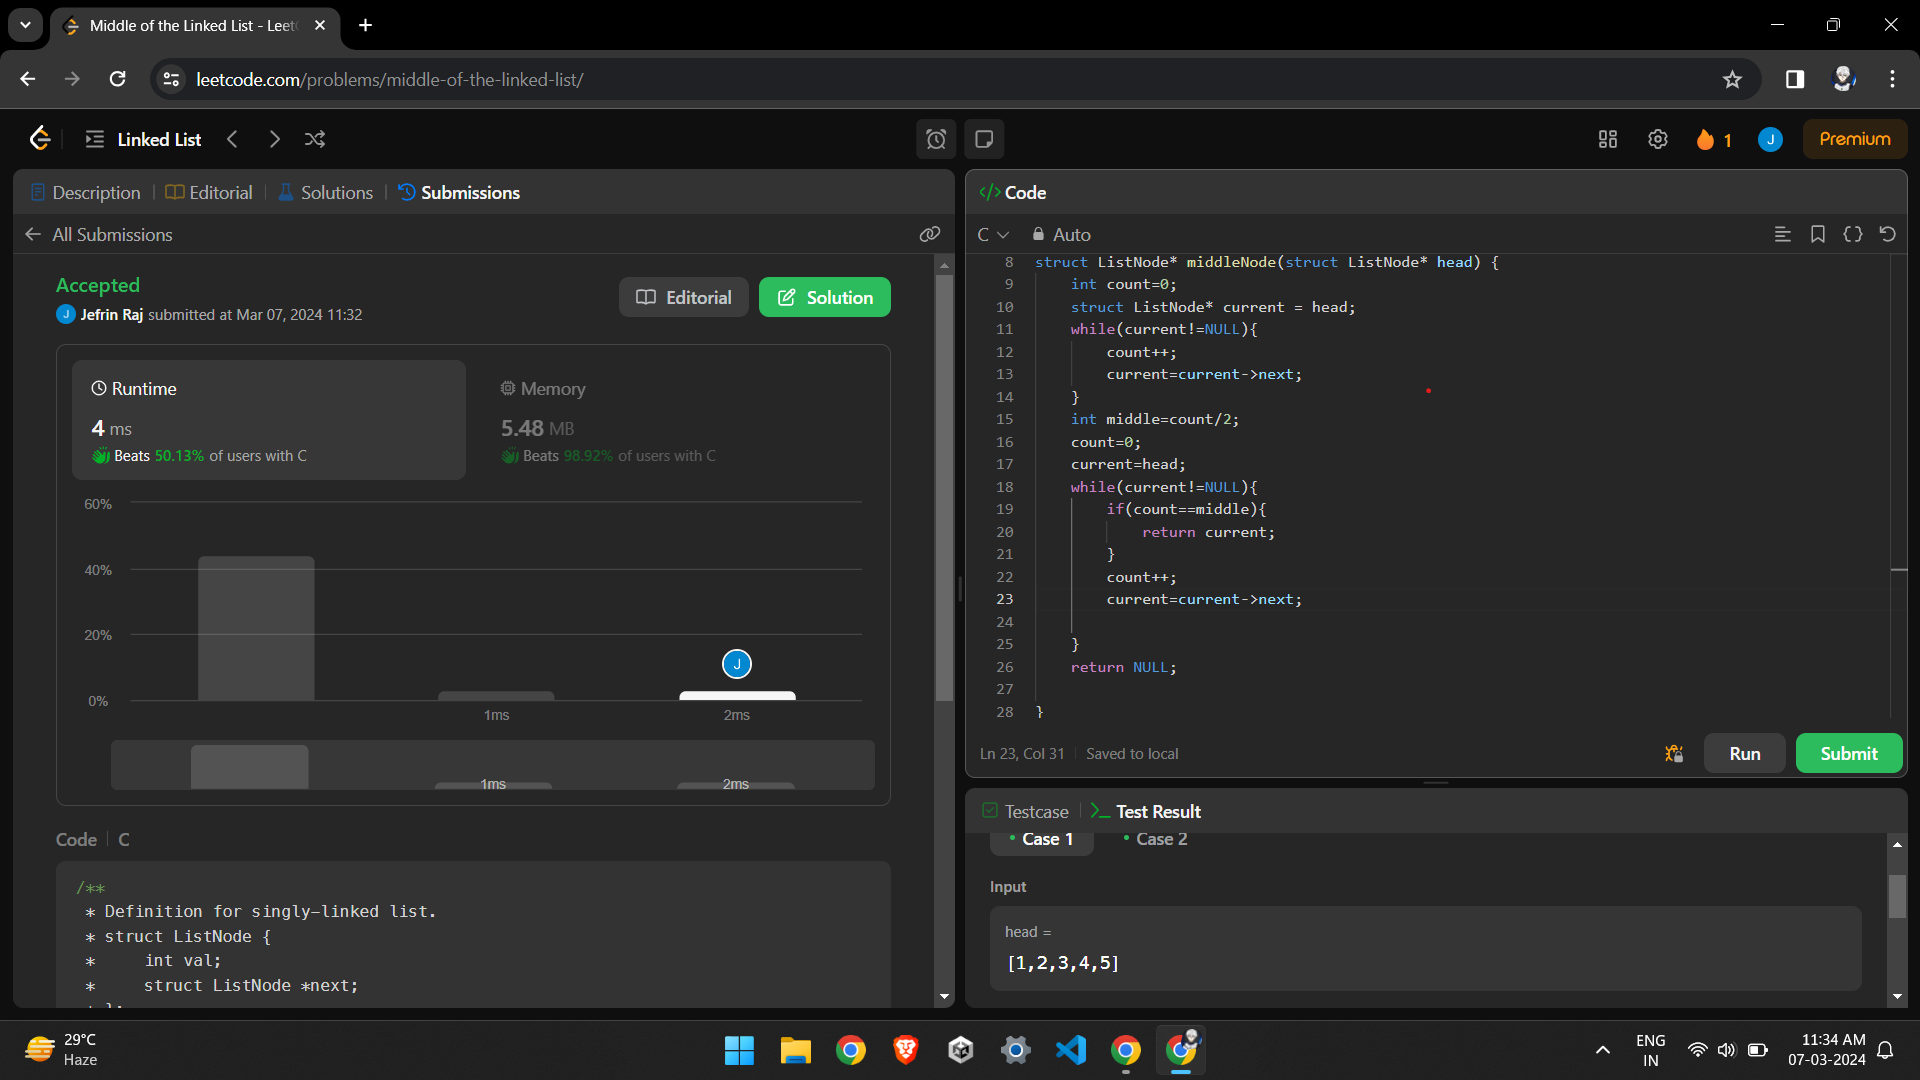 Middle of the Linked List - Leet
leetcode.com/problems/middle-of-the-linked-list/
Linked List
1
J
Premium
Description
Editorial
Solutions
Submissions
All Submissions
Accepted
J Jefrin Raj submitted at Mar 07, 2024 11:32
Editorial
Solution
Runtime
4 ms
Beats 50.13% of users with C
Memory
5.48 MB
Beats 98.92% of users with C
60%
40%
20%
0%
J
1ms
2ms
1ms
2ms
Code
C
/**
* Definition for singly-linked list.
* struct ListNode {
*     int val;
*     struct ListNode *next;
</> Code
C
Auto
8 struct ListNode* middleNode(struct ListNode* head) {
9     int count=0;
10     struct ListNode* current = head;
11     while(current!=NULL){
12         count++;
13         current=current->next;
14     }
15     int middle=count/2;
16     count=0;
17     current=head;
18     while(current!=NULL){
19         if(count==middle){
20             return current;
21         }
22         count++;
23         current=current->next;
24
25     }
26     return NULL;
27
28 }
Ln 23, Col 31
Saved to local
Run
Submit
Testcase
Test Result
Case 1
Case 2
Input
head =
[1,2,3,4,5]
29°C
Haze
ENG
IN
11:34 AM
07-03-2024